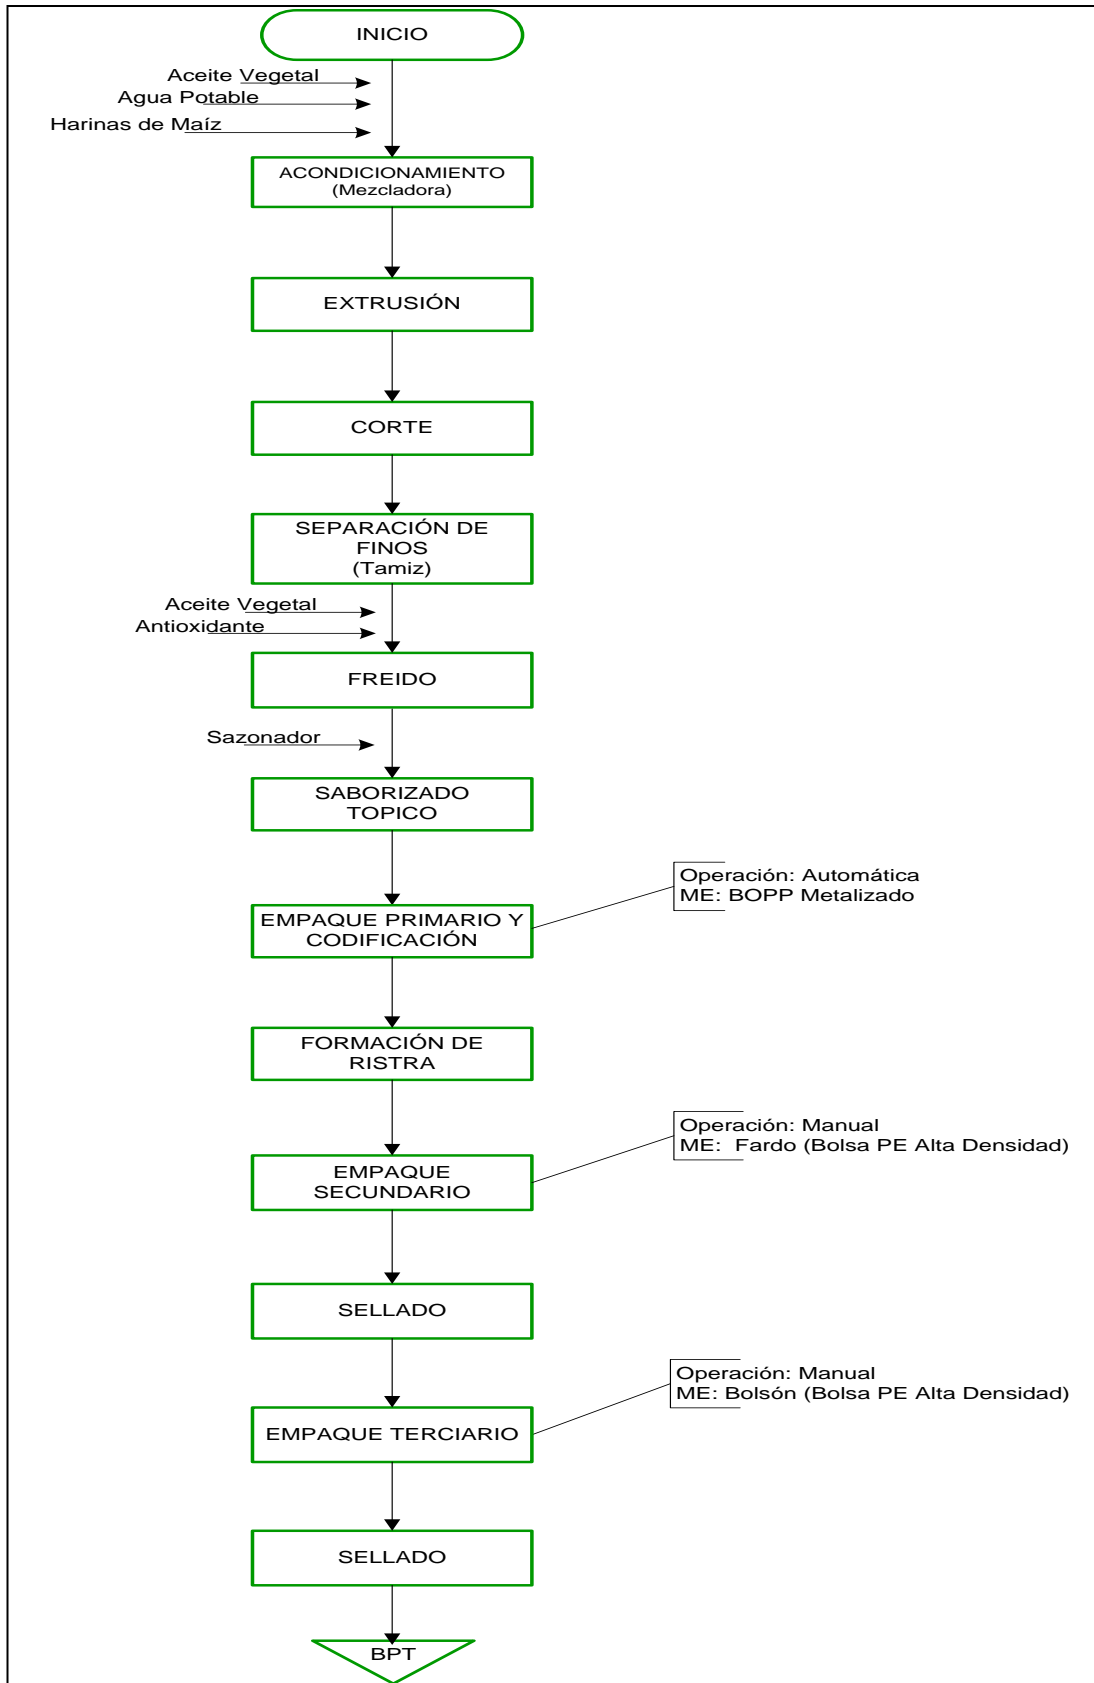 INICIO
Aceite Vegetal
Agua Potable
Harinas de Maíz
ACONDICIONAMIENTO
(Mezcladora)
EXTRUSIÓN
CORTE
SEPARACIÓN DE
FINOS
(Tamiz)
Aceite Vegetal
Antioxidante
FREIDO
Sazonador
SABORIZADO
TOPICO
Operación: Automática
ME: BOPP Metalizado
EMPAQUE PRIMARIO Y
CODIFICACIÓN
FORMACIÓN DE
RISTRA
Operación: Manual
ME:  Fardo (Bolsa PE Alta Densidad)
EMPAQUE
SECUNDARIO
SELLADO
Operación: Manual
ME: Bolsón (Bolsa PE Alta Densidad)
EMPAQUE TERCIARIO
SELLADO
BPT